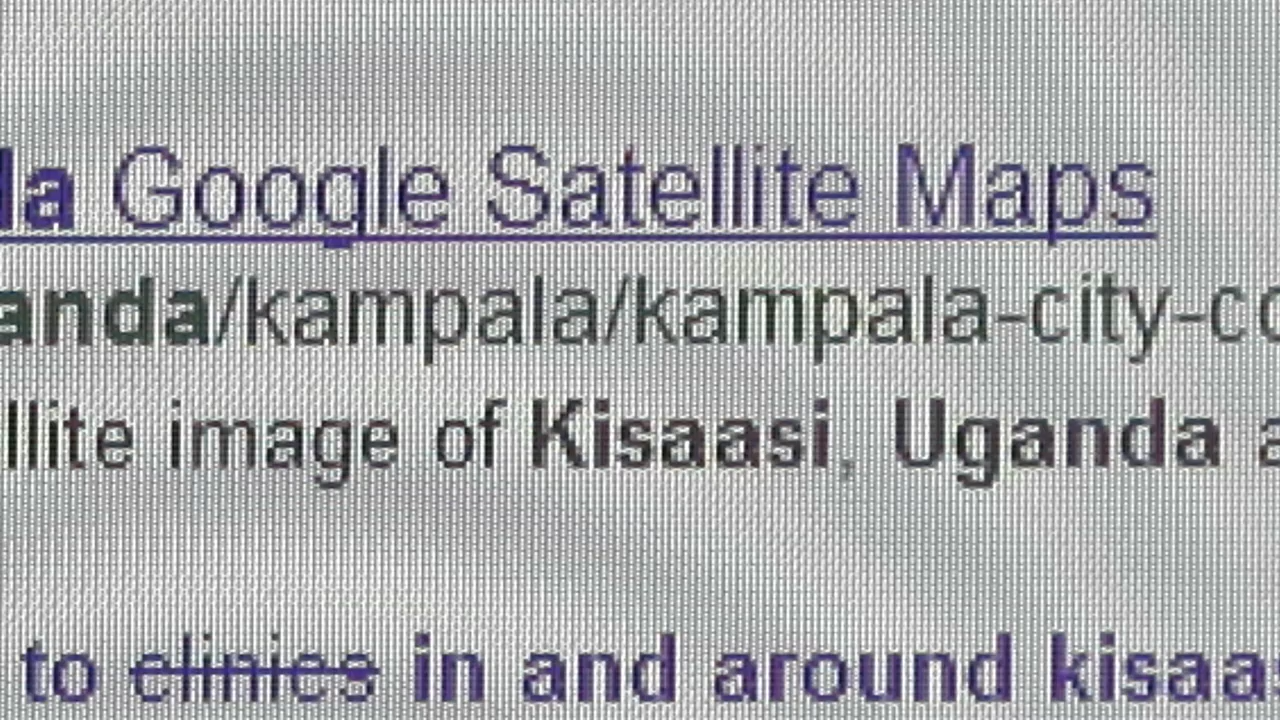 la Google Satellite Maps
anda/kampala/kampala-city-co
llite image of Kisaasi, Uganda a
to clinics in and around kisaas